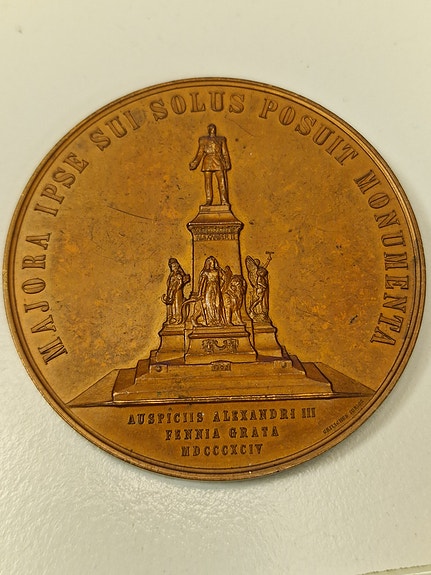 MAJORA IPSE SUI SOLUS POSUIT MONUMENTA
AUSPICIIS ALEXANDRI III
FENNIA GRATA
MDCCCXCIV